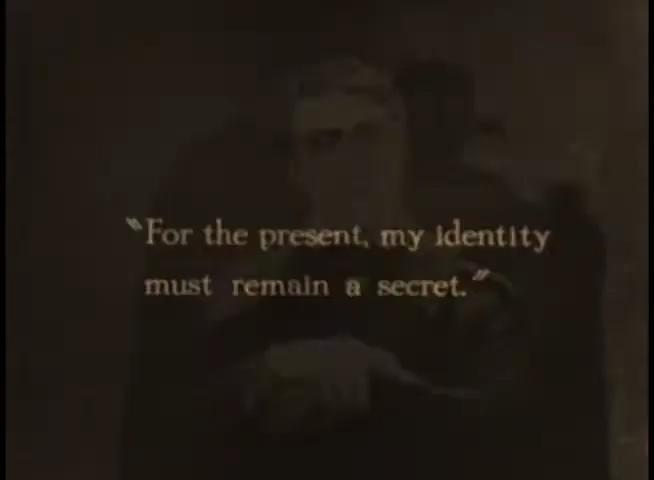 "For the present, my identity
must remain a secret."